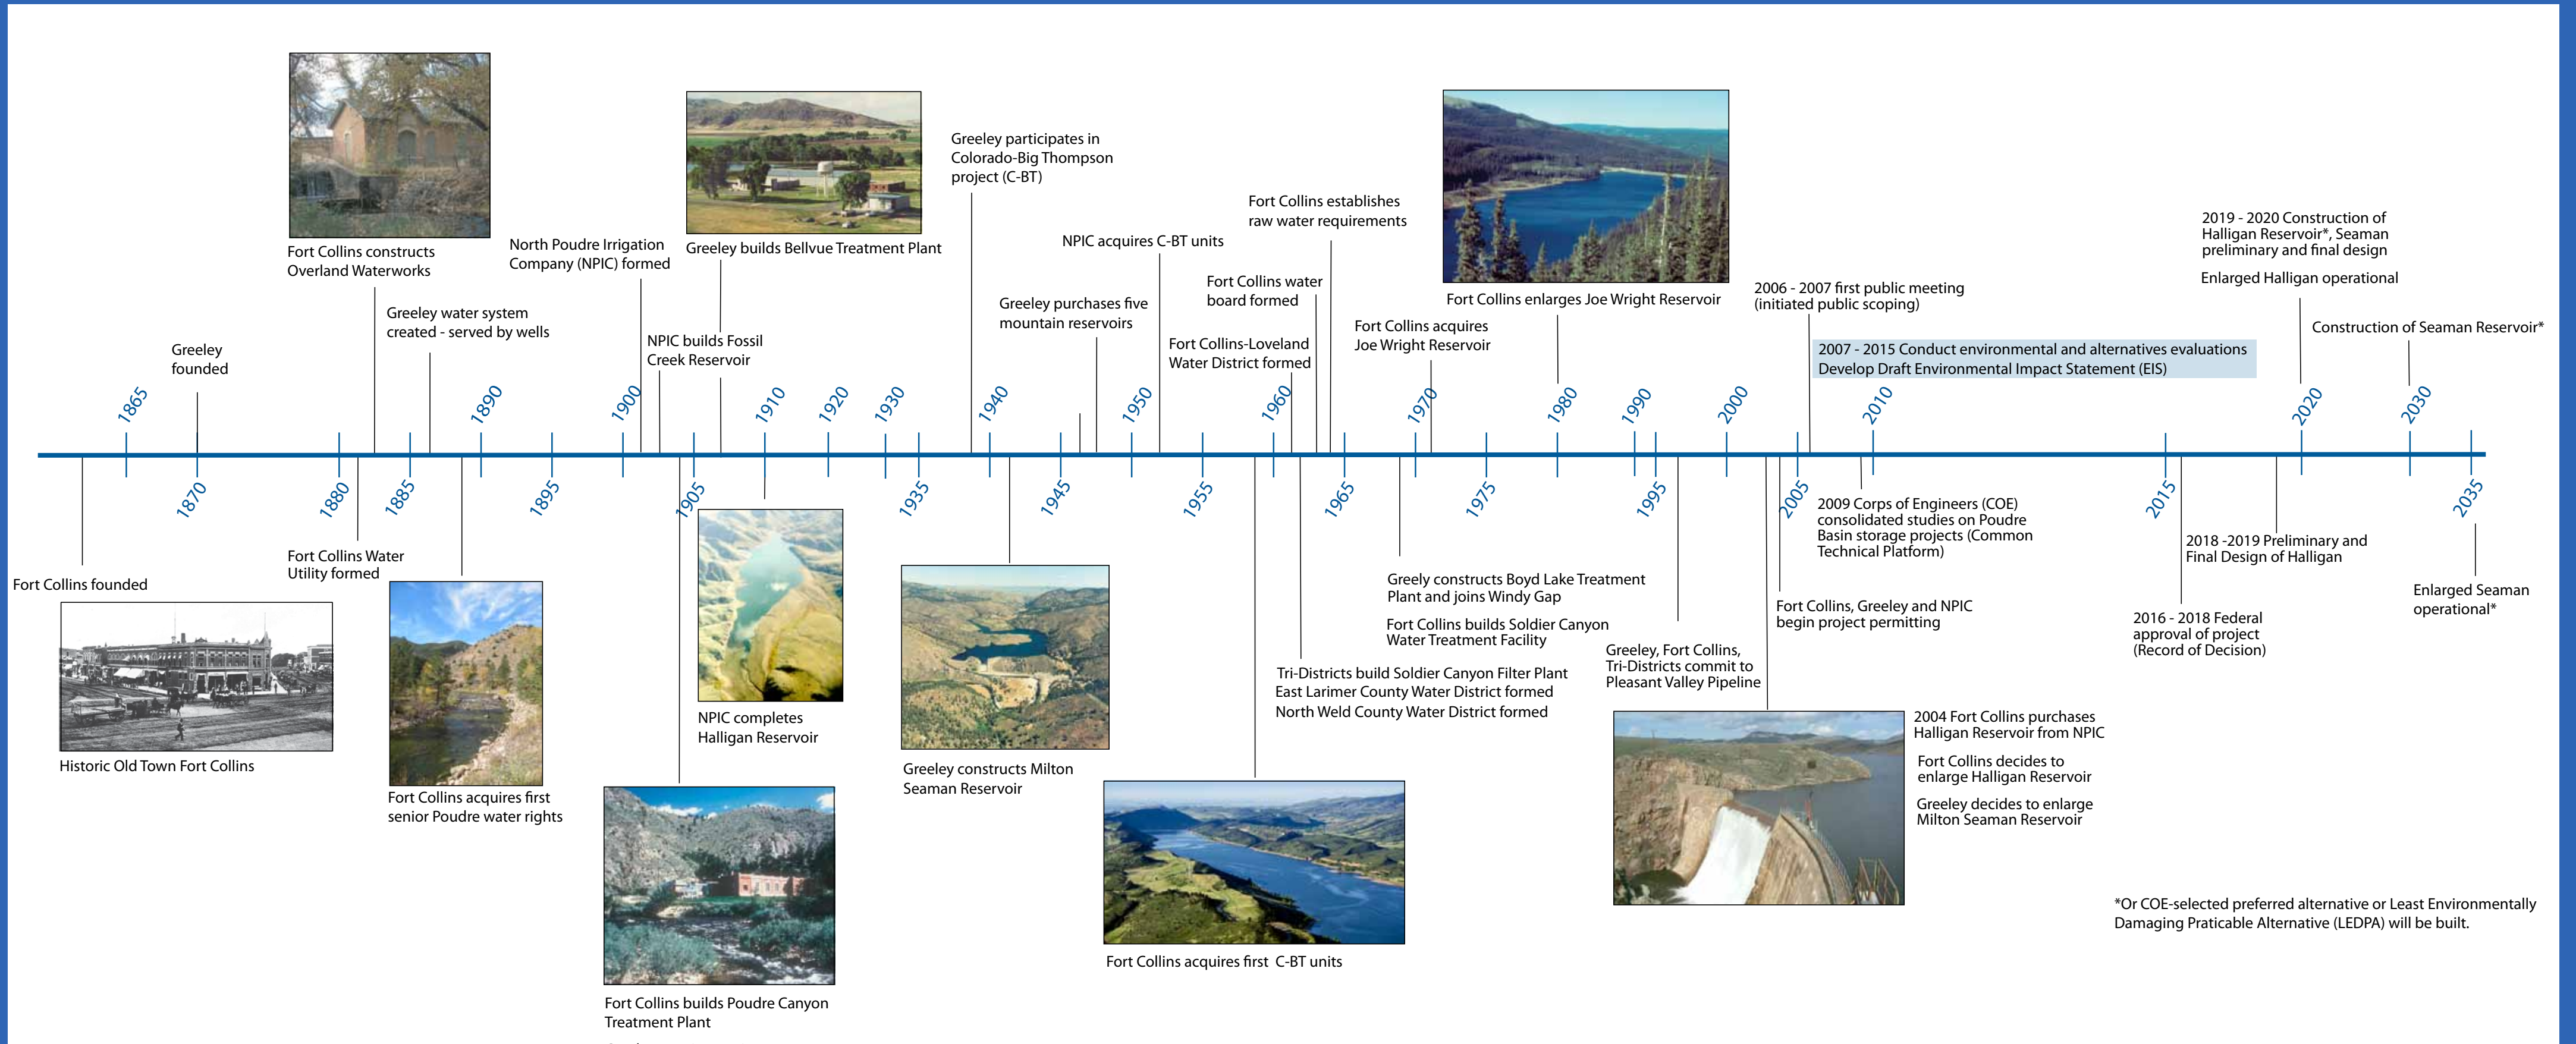 Fort Collins constructs
Overland Waterworks
North Poudre Irrigation
Company (NPIC) formed
Greeley builds Bellvue Treatment Plant
Greeley participates in
Colorado-Big Thompson
project (C-BT)
NPIC acquires C-BT units
Fort Collins establishes
raw water requirements
Fort Collins enlarges Joe Wright Reservoir
2006 - 2007 first public meeting
(initiated public scoping)
2019 - 2020 Construction of
Halligan Reservoir*, Seaman
preliminary and final design
Enlarged Halligan operational
Greeley
founded
Greeley water system
created - served by wells
NPIC builds Fossil
Creek Reservoir
Greeley purchases five
mountain reservoirs
Fort Collins water
board formed
Fort Collins-Loveland
Water District formed
Fort Collins acquires
Joe Wright Reservoir
2007 - 2015 Conduct environmental and alternatives evaluations
Develop Draft Environmental Impact Statement (EIS)
Construction of Seaman Reservoir*
1865
1890
1900
1910
1920
1930
1940
1950
1960
1970
1980
1990
2000
2010
2020
2030
1870
1880
1885
1895
1905
1935
1945
1955
1965
1975
1995
2005
2015
2035
Fort Collins founded
Historic Old Town Fort Collins
Fort Collins Water
Utility formed
Fort Collins acquires first
senior Poudre water rights
NPIC completes
Halligan Reservoir
Fort Collins builds Poudre Canyon
Treatment Plant
Greeley constructs Milton
Seaman Reservoir
Fort Collins acquires first C-BT units
Tri-Districts build Soldier Canyon Filter Plant
East Larimer County Water District formed
North Weld County Water District formed
Greely constructs Boyd Lake Treatment
Plant and joins Windy Gap
Fort Collins builds Soldier Canyon
Water Treatment Facility
Greeley, Fort Collins,
Tri-Districts commit to
Pleasant Valley Pipeline
2004 Fort Collins purchases
Halligan Reservoir from NPIC
Fort Collins decides to
enlarge Halligan Reservoir
Greeley decides to enlarge
Milton Seaman Reservoir
Fort Collins, Greeley and NPIC
begin project permitting
2009 Corps of Engineers (COE)
consolidated studies on Poudre
Basin storage projects (Common
Technical Platform)
2016 - 2018 Federal
approval of project
(Record of Decision)
2018 -2019 Preliminary and
Final Design of Halligan
Enlarged Seaman
operational*
*Or COE-selected preferred alternative or Least Environmentally
Damaging Praticable Alternative (LEDPA) will be built.